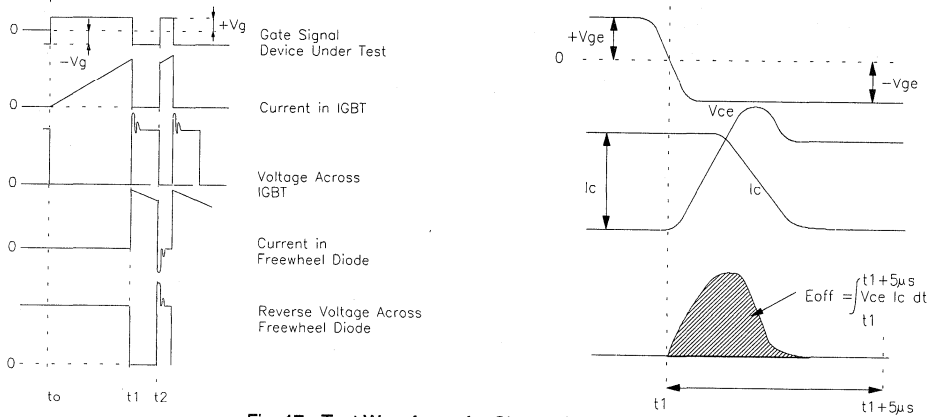 0
+Vg
−Vg
Gate Signal
Device Under Test
0
Current in IGBT
0
Voltage Across
IGBT
0
Current in
Freewheel Diode
Reverse Voltage Across
Freewheel Diode
0
to
t1
t2
+Vge
0
−Vge
Vce
Ic
Ic
Eoff = ∫ t1+5µs
Vce Ic dt
t1
t1
t1+5µs